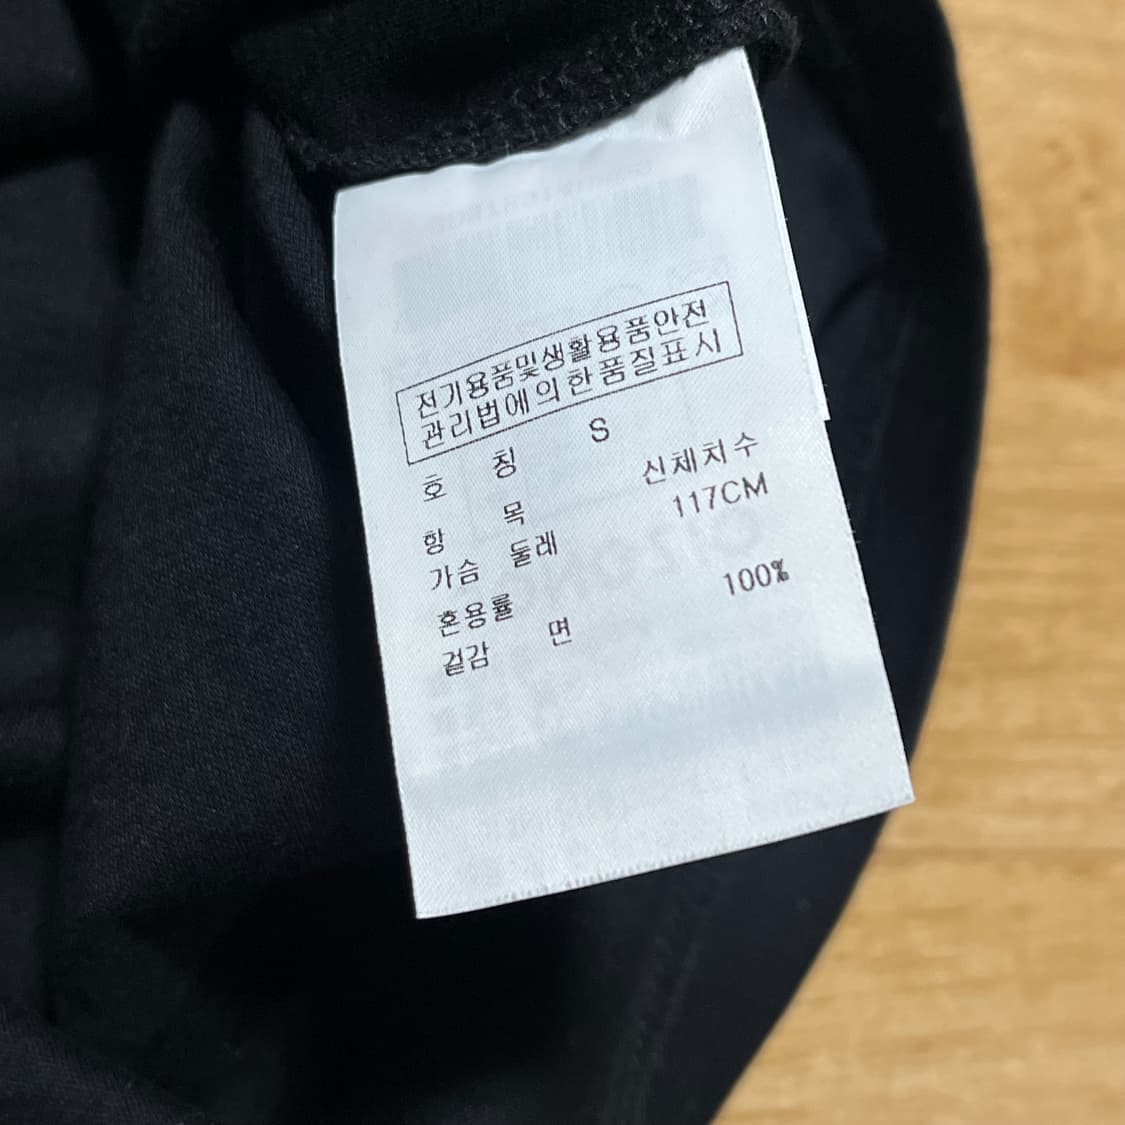 전기용품및생활용품안전
관리법에의한품질표시
호 칭 S
항 목 신체치수
가슴 둘레 117CM
혼용률
겉감 면 100%